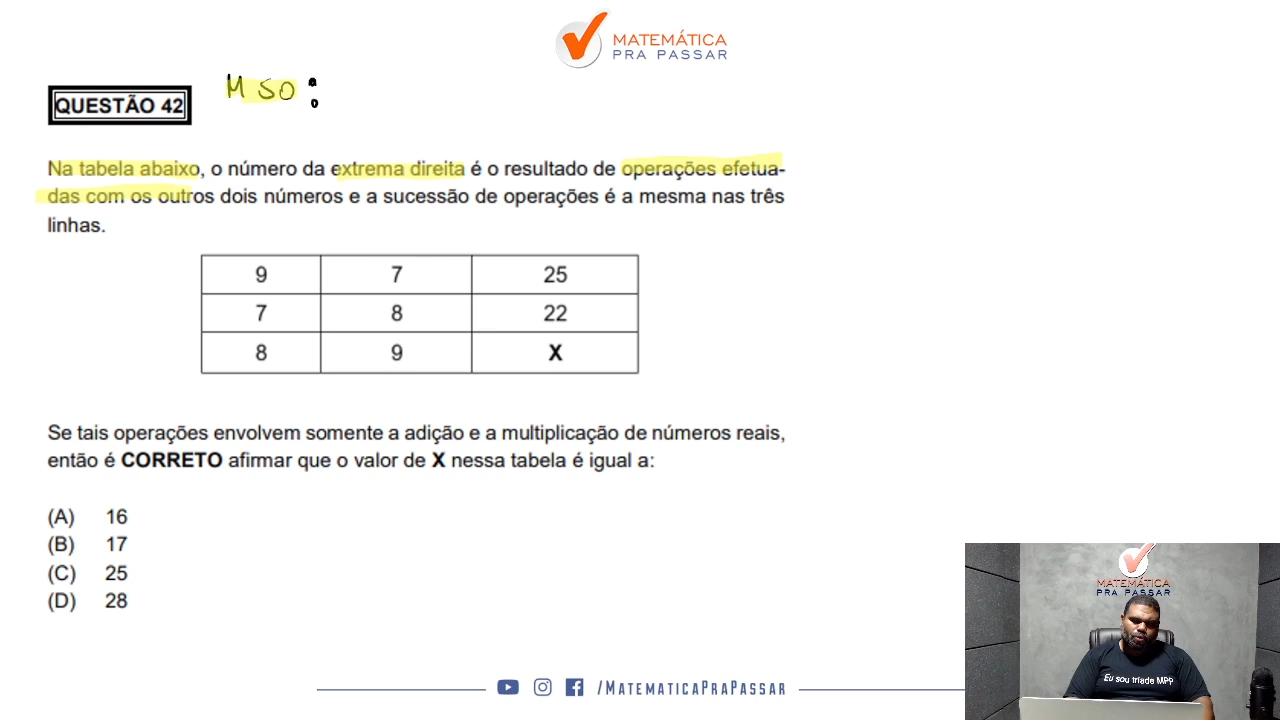 MATEMÁTICA
PRA PASSAR
M SO :
QUESTÃO 42
Na tabela abaixo, o número da extrema direita é o resultado de operações efetua-
das com os outros dois números e a sucessão de operações é a mesma nas três
linhas.
9 7 25
7 8 22
8 9 X
Se tais operações envolvem somente a adição e a multiplicação de números reais,
então é CORRETO afirmar que o valor de X nessa tabela é igual a:
(A) 16
(B) 17
(C) 25
(D) 28
MATEMÁTICA
PRA PASSAR
Eu sou tríade MPP
/MATEMATICAPRAPASSAR